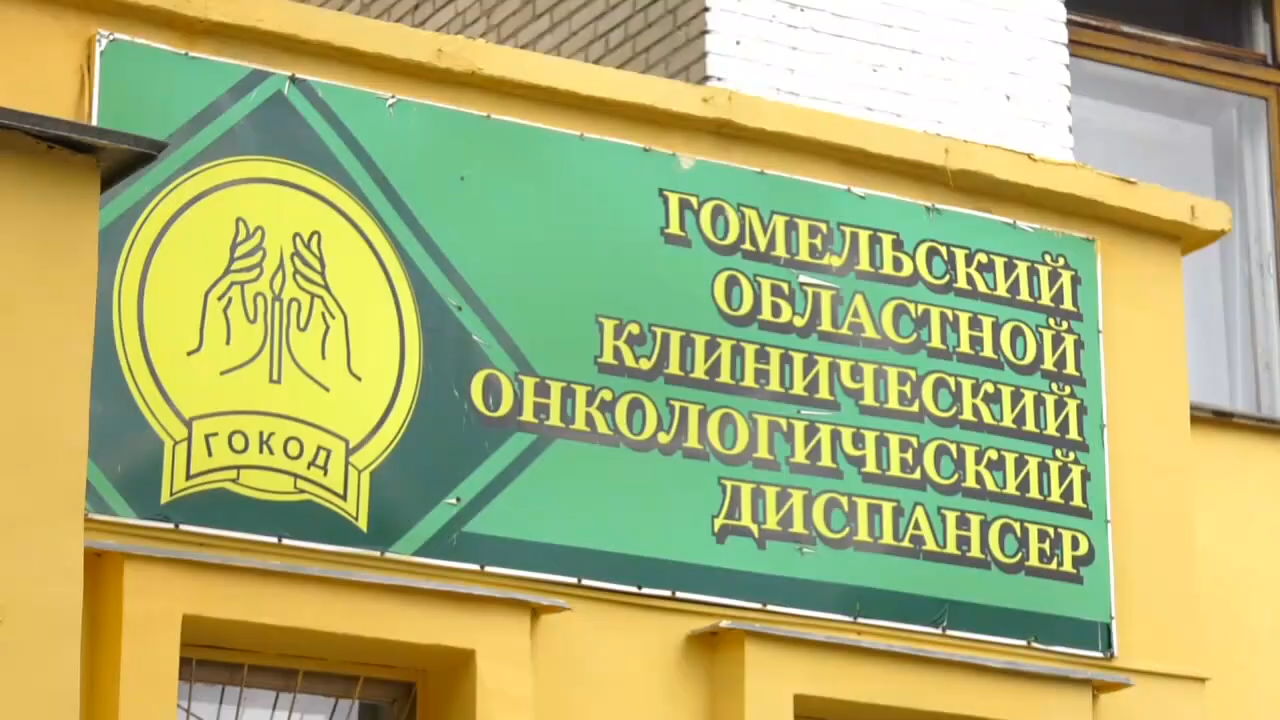 ГОМЕЛЬСКИЙ
ОБЛАСТНОЙ
КЛИНИЧЕСКИЙ
ОНКОЛОГИЧЕСКИЙ
ДИСПАНСЕР
ГОКОД